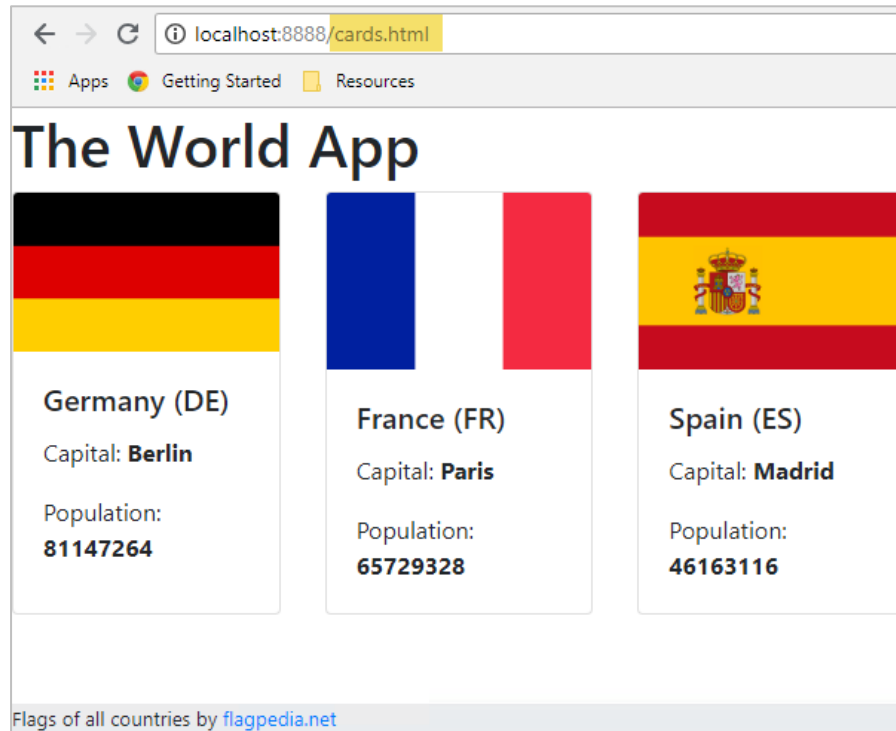 localhost:8888/cards.html
Apps Getting Started Resources
The World App
Germany (DE)
Capital: Berlin
Population:
81147264
France (FR)
Capital: Paris
Population:
65729328
Spain (ES)
Capital: Madrid
Population:
46163116
Flags of all countries by flagpedia.net